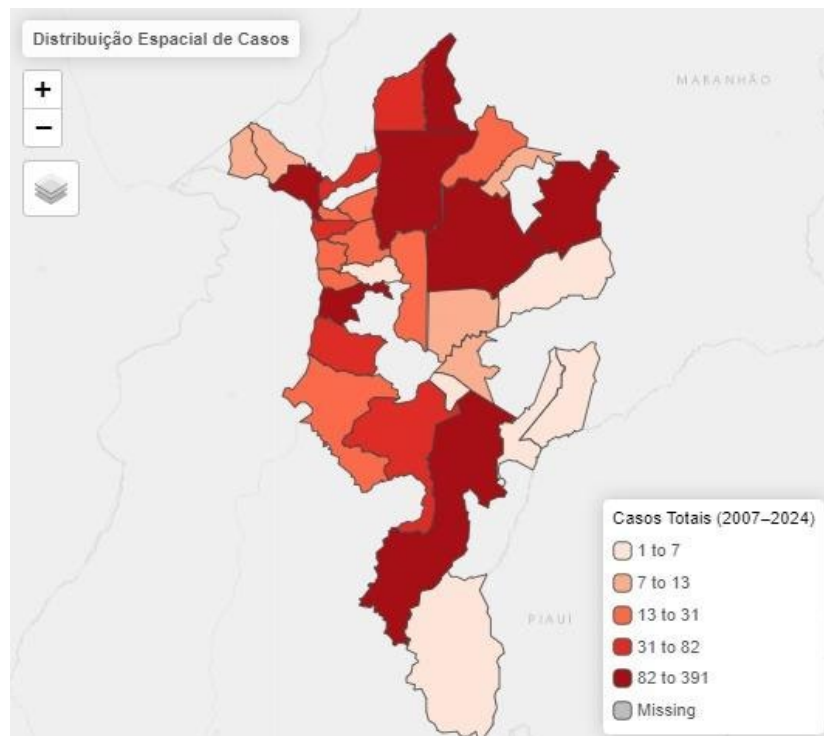 Distribuição Espacial de Casos
MARANHÃO
+
−
PIAUÍ
Casos Totais (2007–2024)
1 to 7
7 to 13
13 to 31
31 to 82
82 to 391
Missing